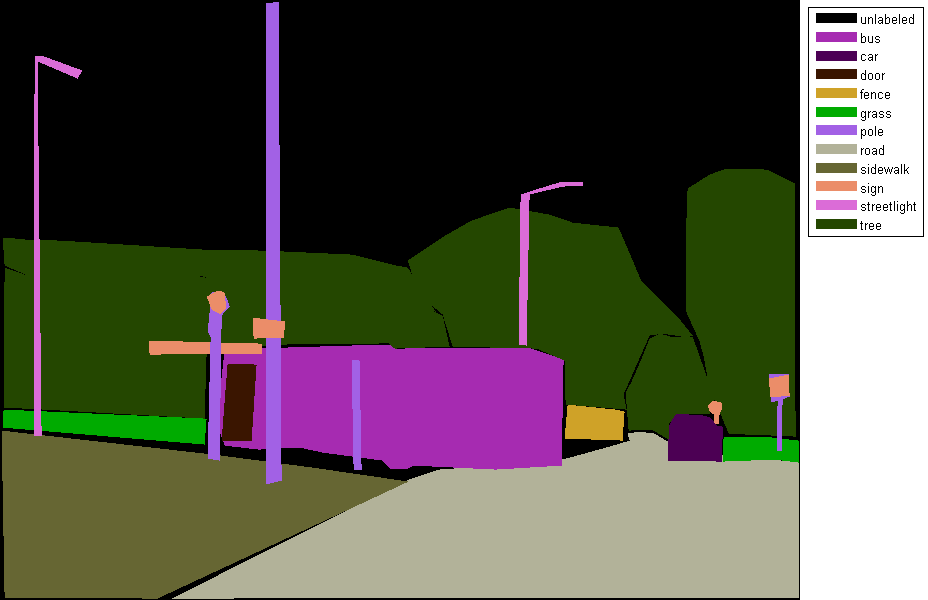 unlabeled
bus
car
door
fence
grass
pole
road
sidewalk
sign
streetlight
tree